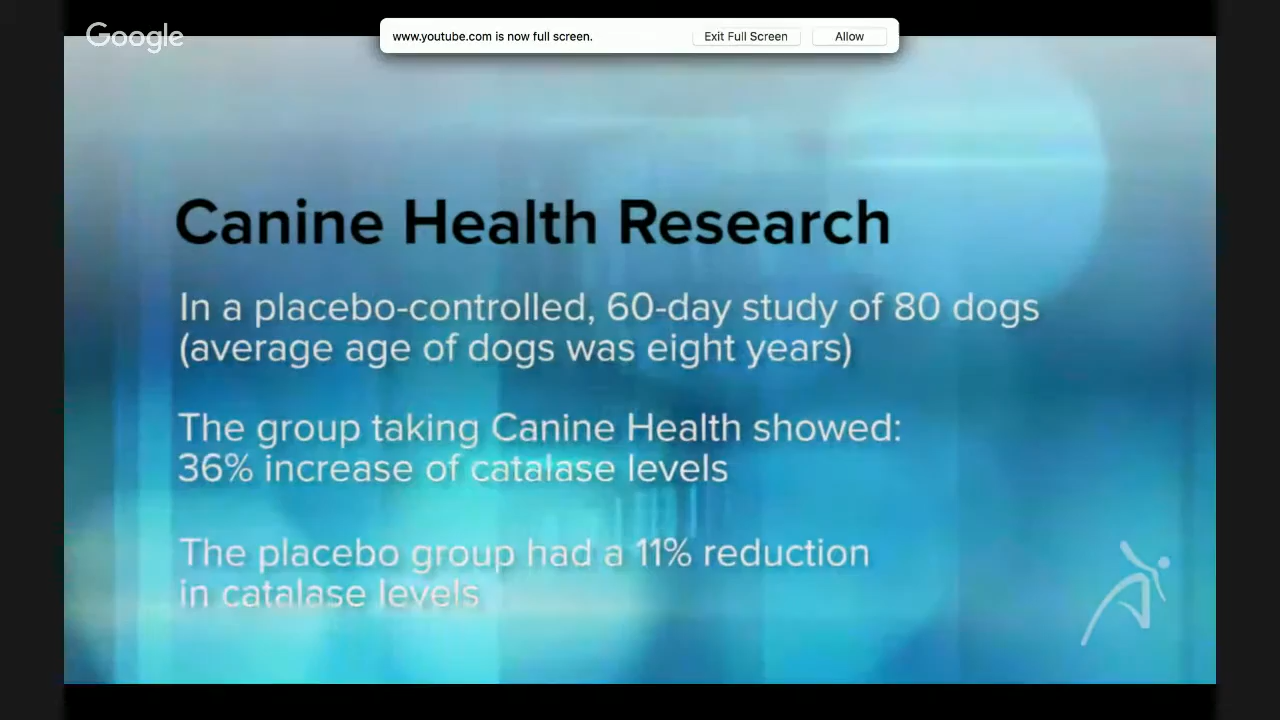 Google
www.youtube.com is now full screen.
Exit Full Screen
Allow
Canine Health Research
In a placebo-controlled, 60-day study of 80 dogs
(average age of dogs was eight years)
The group taking Canine Health showed:
36% increase of catalase levels
The placebo group had a 11% reduction
in catalase levels